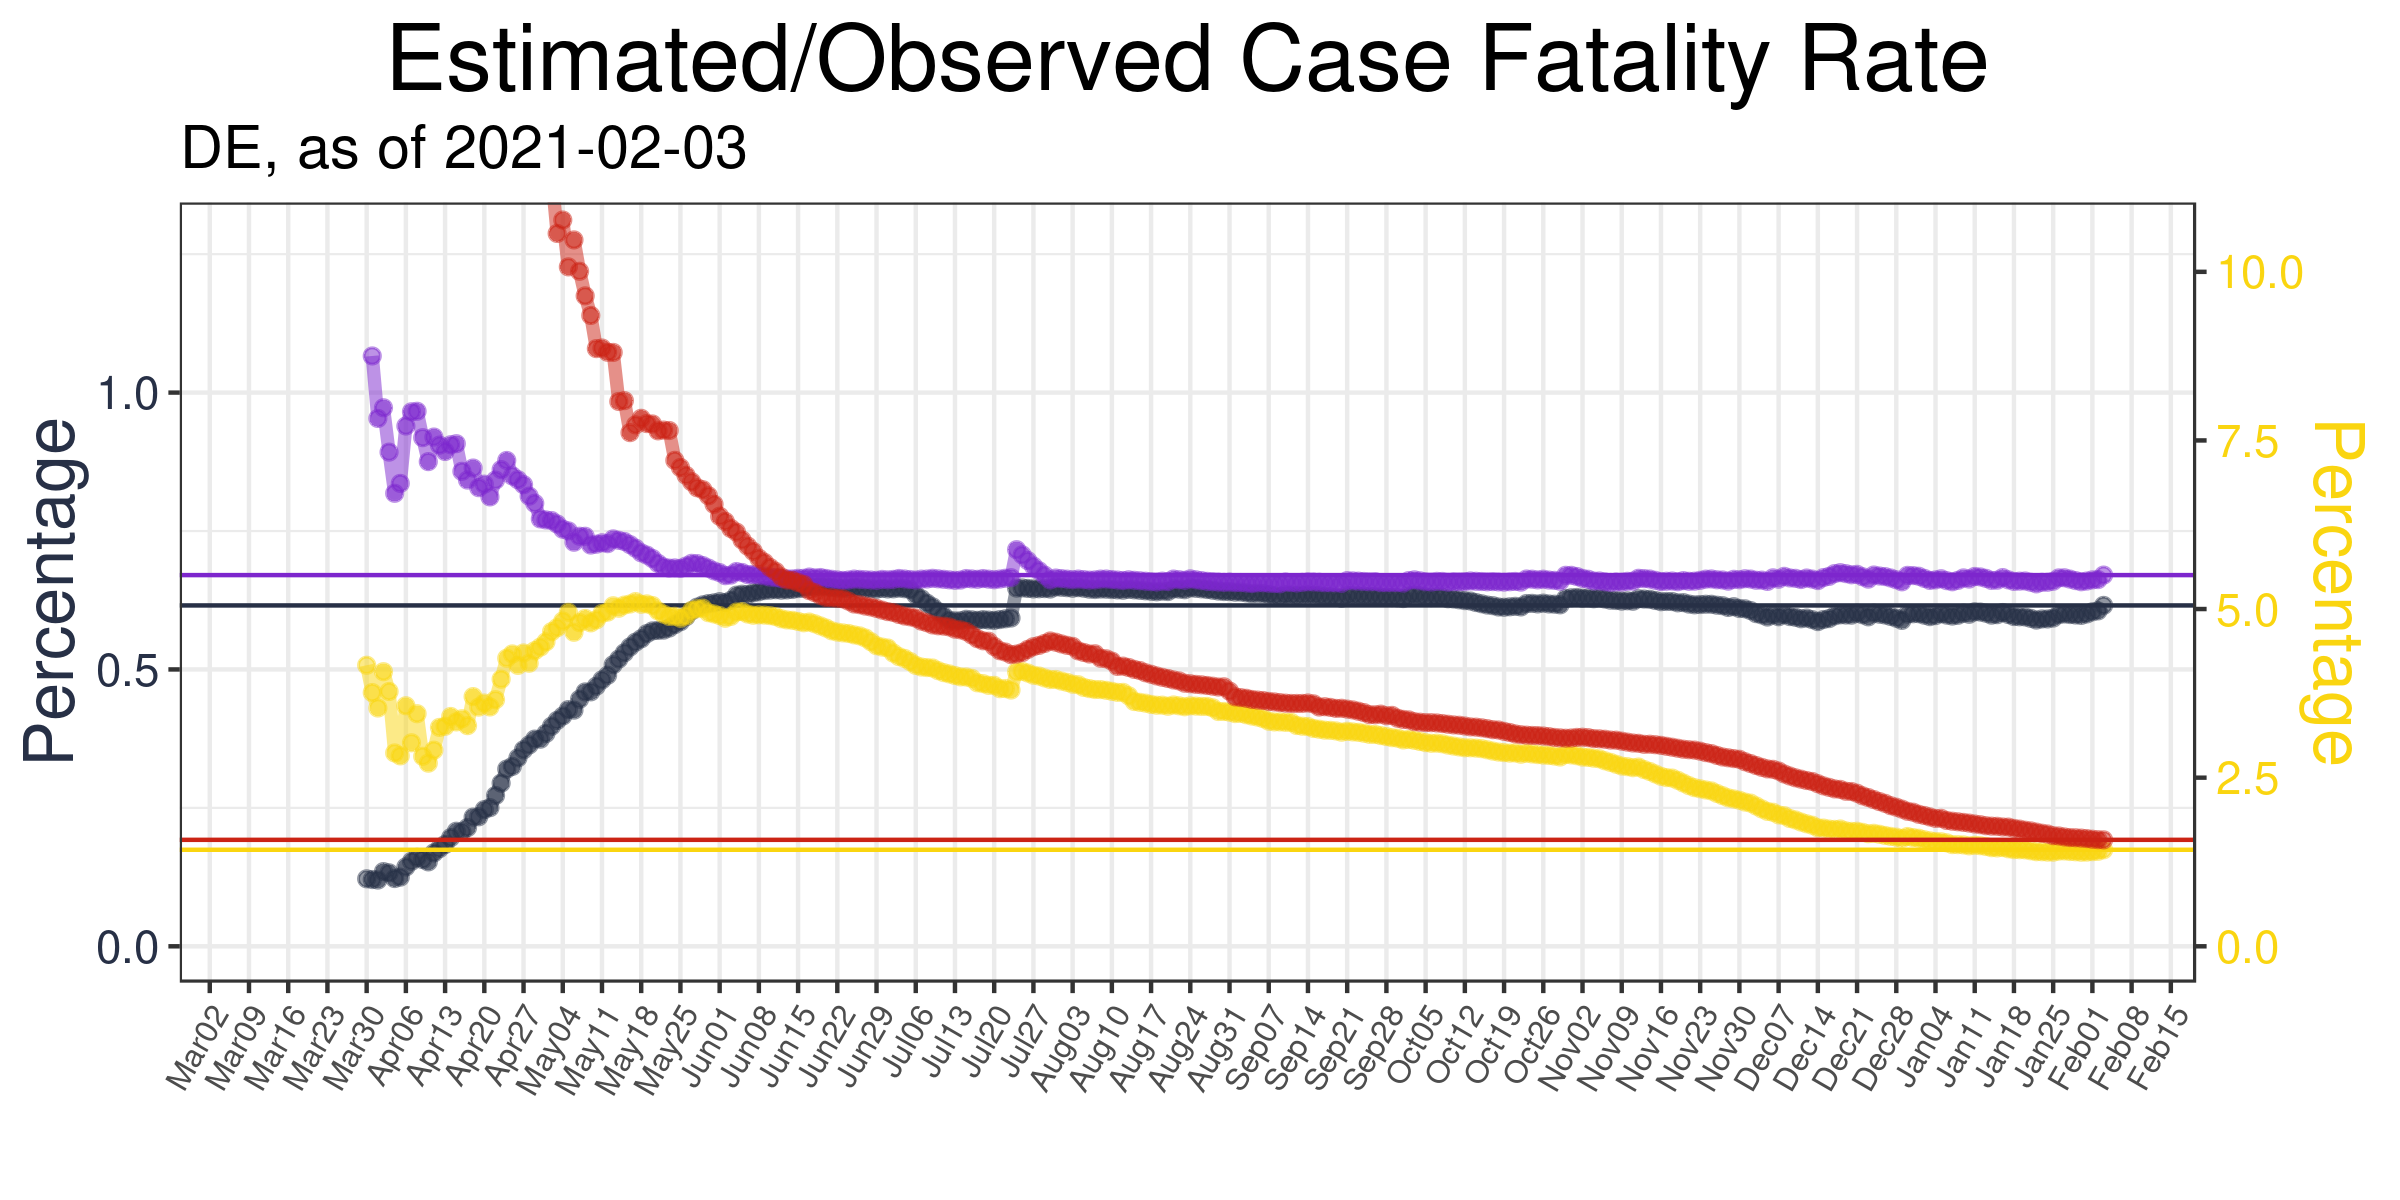 Estimated/Observed Case Fatality Rate
DE, as of 2021-02-03
Percentage
1.0
0.5
0.0
10.0
7.5
5.0
2.5
0.0
Percentage
Mar02
Mar09
Mar16
Mar23
Mar30
Apr06
Apr13
Apr20
Apr27
May04
May11
May18
May25
Jun01
Jun08
Jun15
Jun22
Jun29
Jul06
Jul13
Jul20
Jul27
Aug03
Aug10
Aug17
Aug24
Aug31
Sep07
Sep14
Sep21
Sep28
Oct05
Oct12
Oct19
Oct26
Nov02
Nov09
Nov16
Nov23
Nov30
Dec07
Dec14
Dec21
Dec28
Jan04
Jan11
Jan18
Jan25
Feb01
Feb08
Feb15